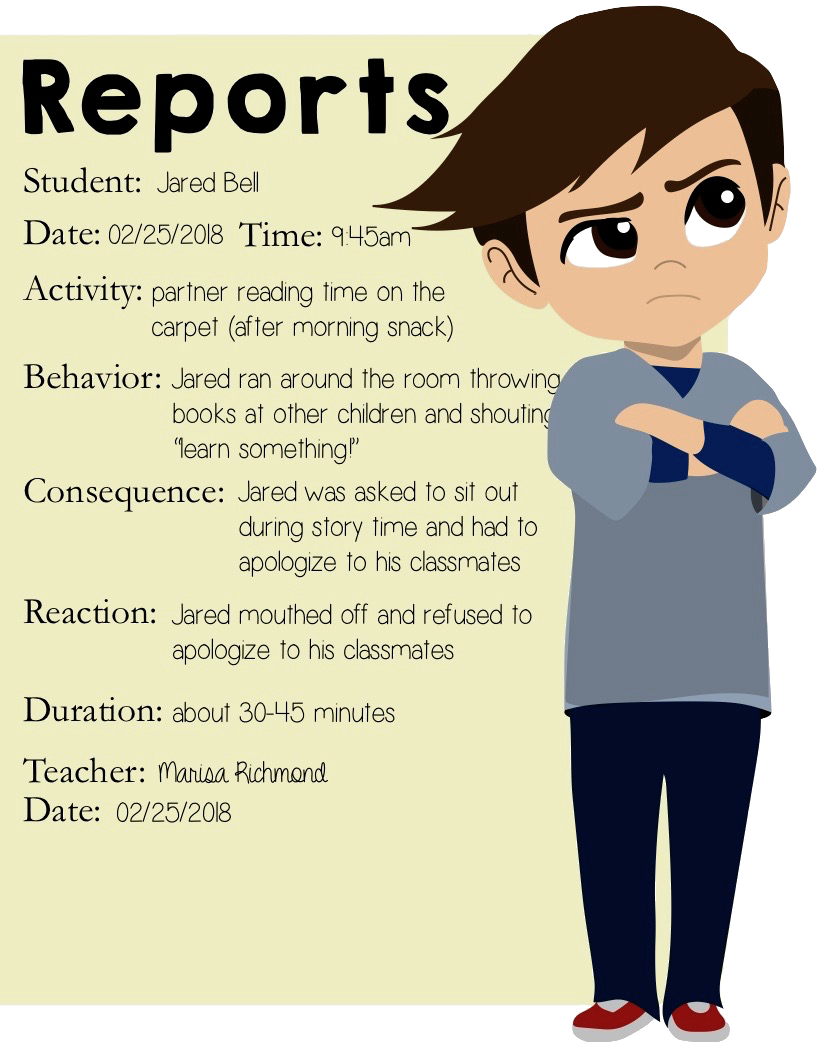 Reports
Student: Jared Bell
Date: 02/25/2018 Time: 9:45am
Activity: partner reading time on the
carpet (after morning snack)
Behavior: Jared ran around the room throwing
books at other children and shouting
"learn something!"
Consequence: Jared was asked to sit out
during story time and had to
apologize to his classmates
Reaction: Jared mouthed off and refused to
apologize to his classmates
Duration: about 30-45 minutes
Teacher: Marisa Richmond
Date: 02/25/2018